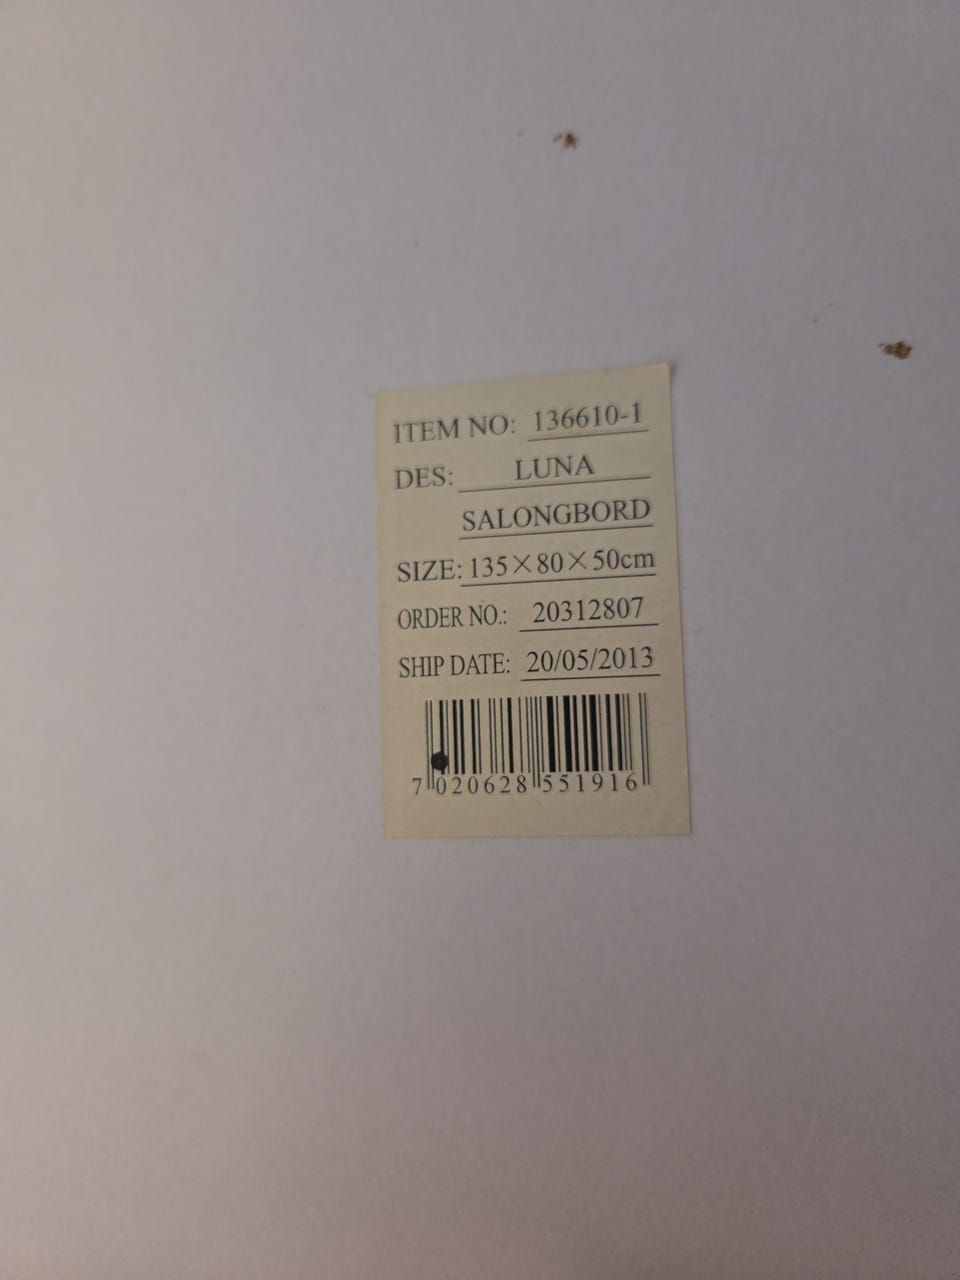 ITEM NO: 136610-1
DES: LUNA
SALONGBORD
SIZE: 135×80×50cm
ORDER NO.: 20312807
SHIP DATE: 20/05/2013
7 020628 551916